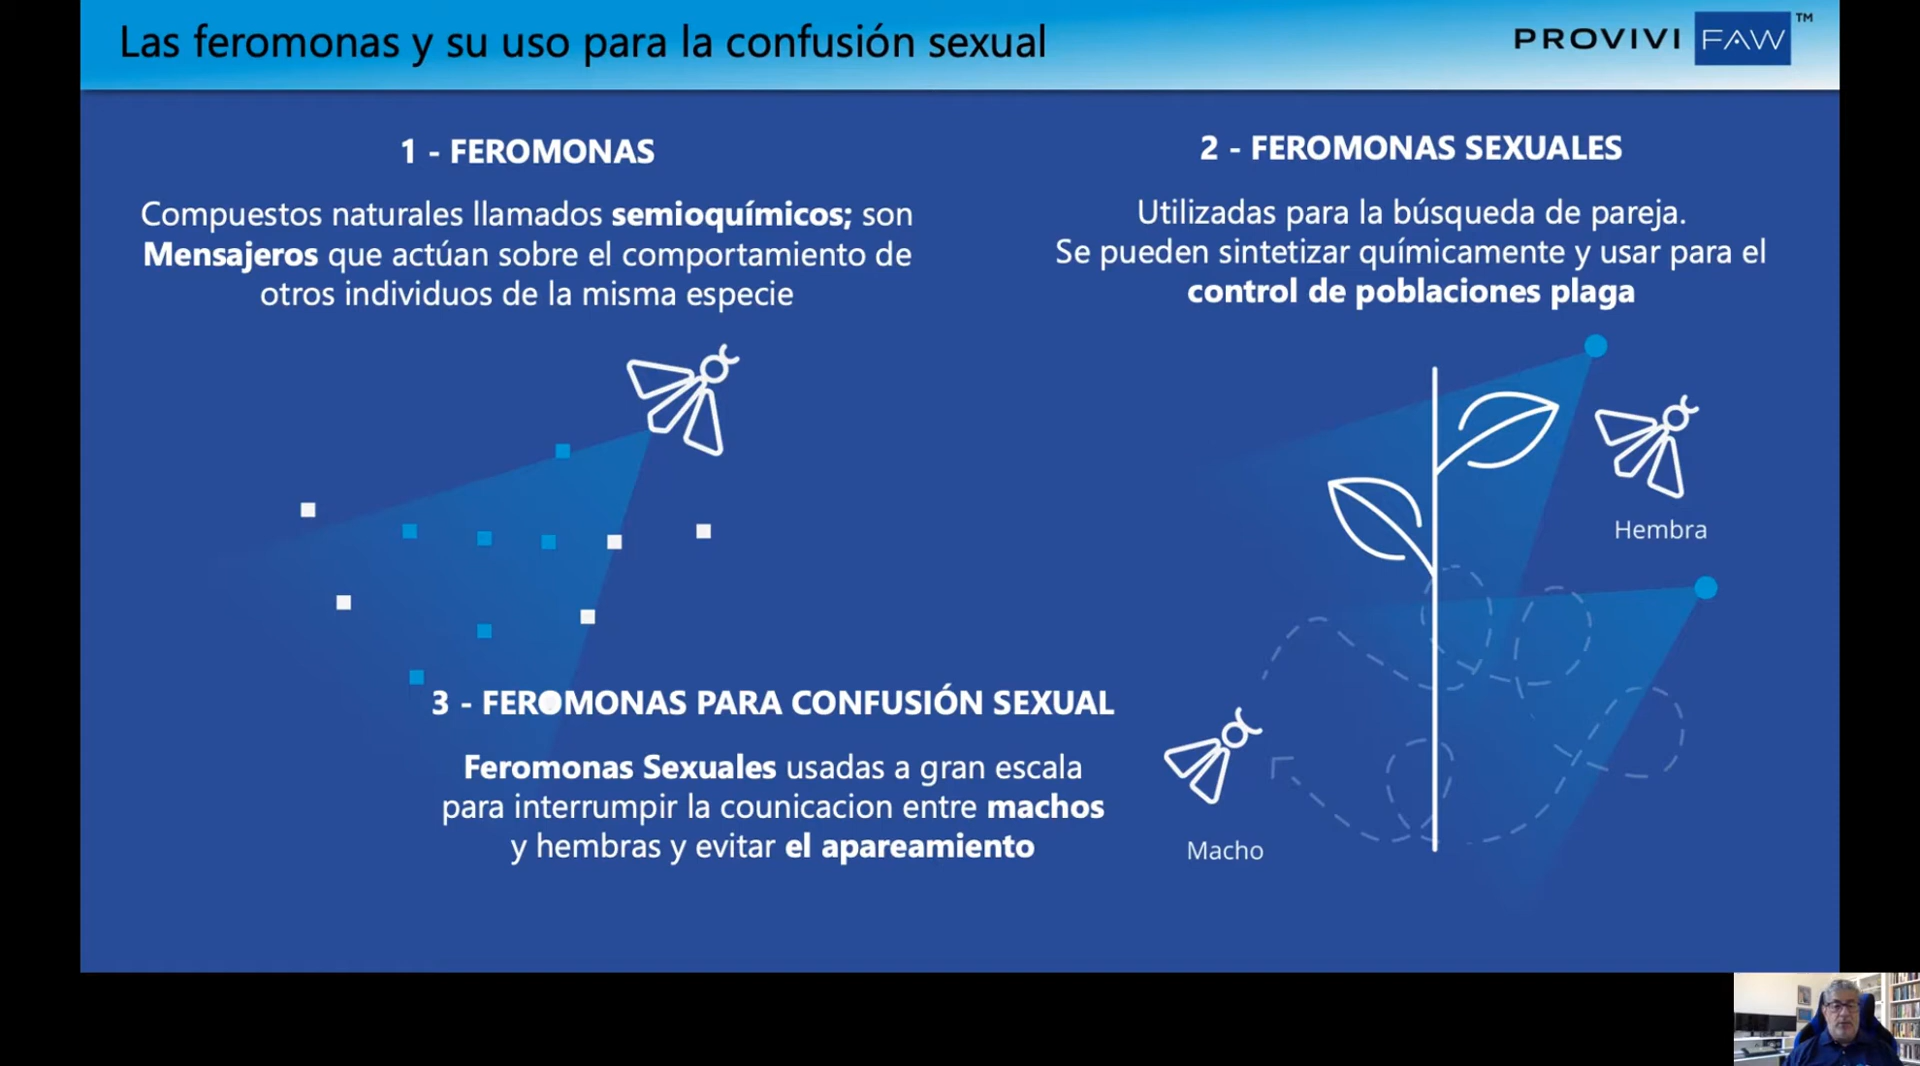 Las feromonas y su uso para la confusión sexual
PROVIVI FAW™
1 - FEROMONAS
Compuestos naturales llamados semioquímicos; son
Mensajeros que actúan sobre el comportamiento de
otros individuos de la misma especie
2 - FEROMONAS SEXUALES
Utilizadas para la búsqueda de pareja.
Se pueden sintetizar químicamente y usar para el
control de poblaciones plaga
Hembra
3 - FEROMONAS PARA CONFUSIÓN SEXUAL
Feromonas Sexuales usadas a gran escala
para interrumpir la counicacion entre machos
y hembras y evitar el apareamiento
Macho